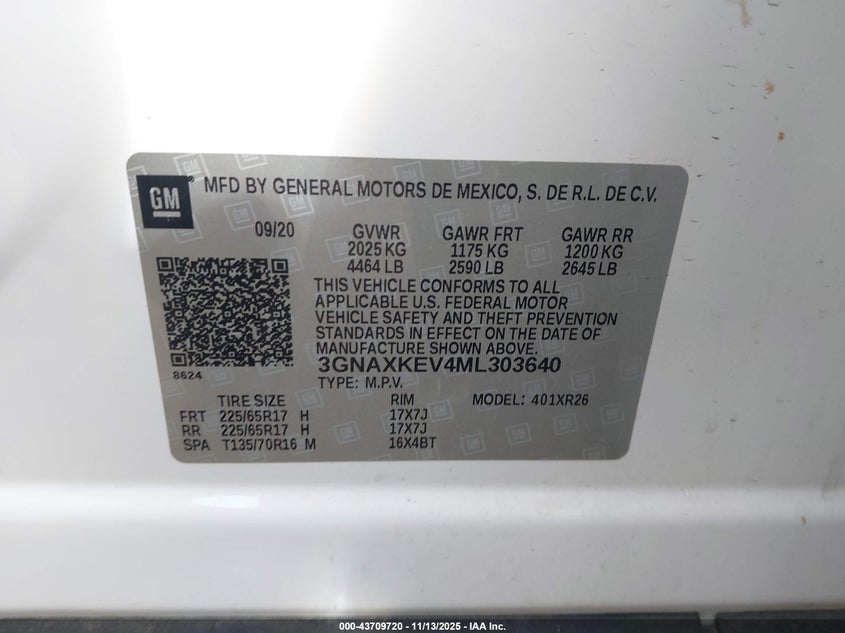 GM
MFD BY GENERAL MOTORS DE MEXICO, S. DE R.L. DE C.V.
09/20 GVWR GAWR FRT GAWR RR
2025 KG 1175 KG 1200 KG
4464 LB 2590 LB 2645 LB
THIS VEHICLE CONFORMS TO ALL
APPLICABLE U.S. FEDERAL MOTOR
VEHICLE SAFETY AND THEFT PREVENTION
STANDARDS IN EFFECT ON THE DATE OF
MANUFACTURE SHOWN ABOVE.
8624 3GNAXKEV4ML303640
TYPE: M.P.V.
TIRE SIZE RIM MODEL: 401XR26
FRT 225/65R17 H 17X7J
RR 225/65R17 H 17X7J
SPA T135/70R16 M 16X4BT
000-43709720 - 11/13/2025 - IAA Inc.